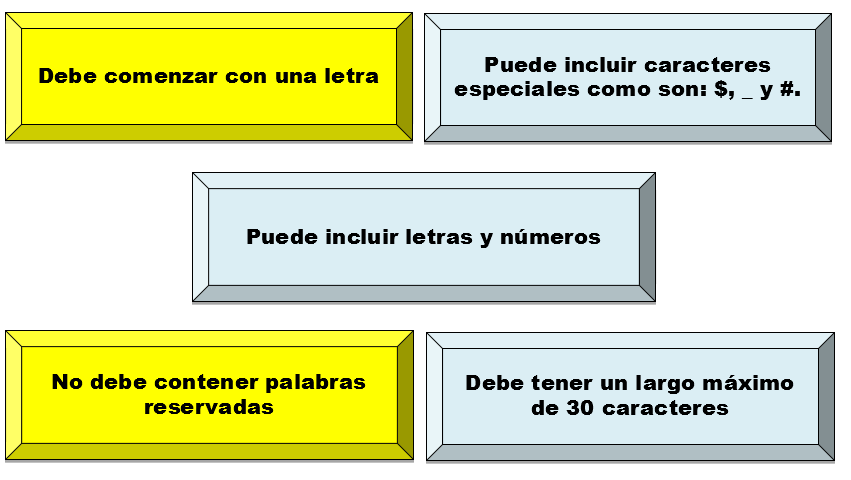 Debe comenzar con una letra
Puede incluir caracteres
especiales como son: $, _ y #.
Puede incluir letras y números
No debe contener palabras
reservadas
Debe tener un largo máximo
de 30 caracteres